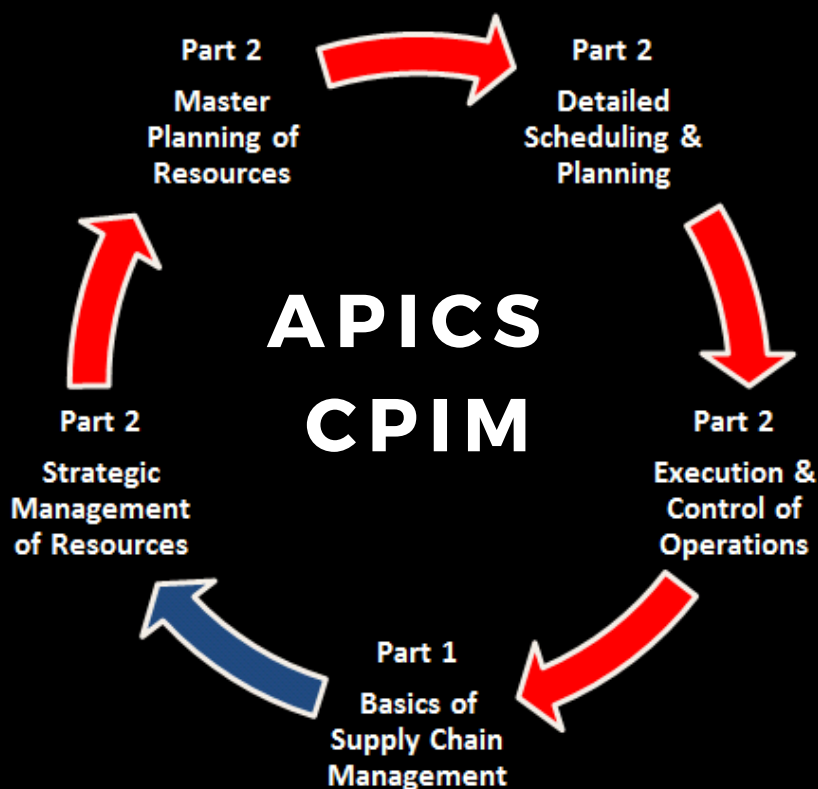 Part 2
Master
Planning of
Resources
Part 2
Detailed
Scheduling &
Planning
APICS
CPIM
Part 2
Strategic
Management
of Resources
Part 2
Execution &
Control of
Operations
Part 1
Basics of
Supply Chain
Management